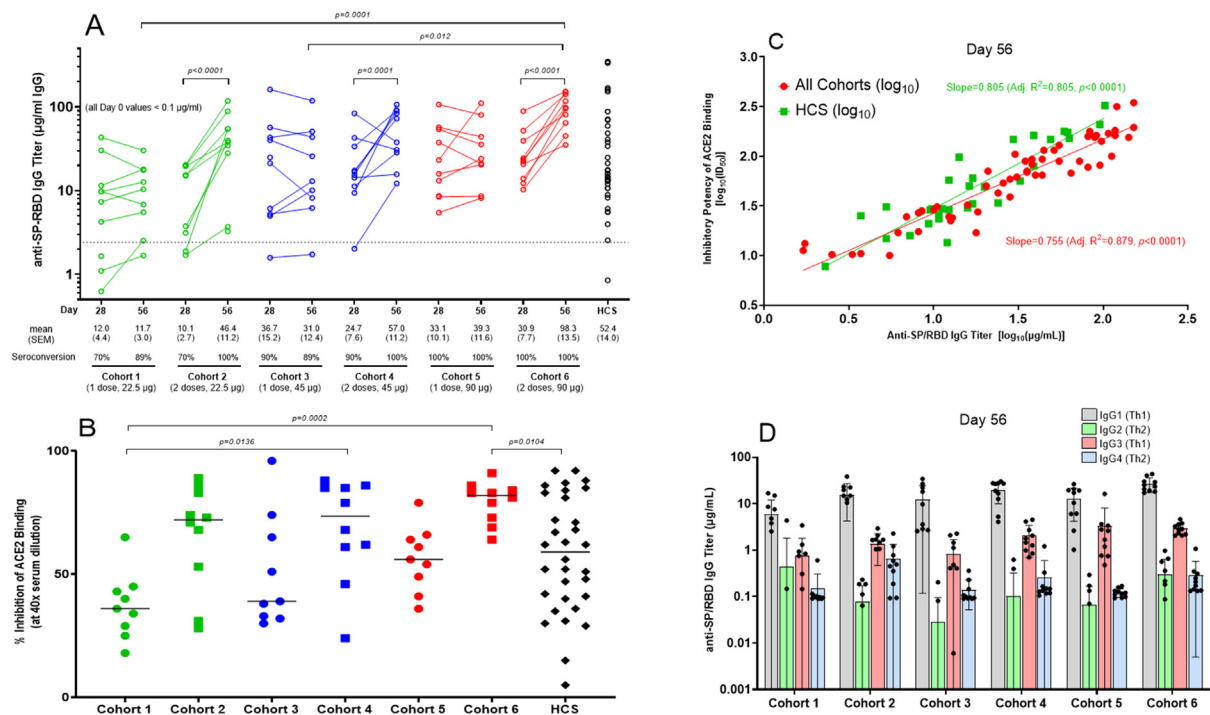 A
p=0.0001
p=0.012
p<0.0001
p=0.0001
p<0.0001
(all Day 0 values < 0.1 µg/ml)
anti-SP-RBD IgG Titer (µg/ml IgG)
100
10
1
Day 28 56 28 56 28 56 28 56 28 56 28 56 HCS
mean 12.0 11.7 10.1 46.4 36.7 31.0 24.7 57.0 33.1 39.3 30.9 98.3 52.4
(SEM) (4.4) (3.0) (2.7) (11.2) (15.2) (12.4) (7.6) (11.2) (10.1) (11.6) (7.7) (13.5) (14.0)
Seroconversion 70% 89% 70% 100% 90% 89% 90% 100% 100% 100% 100% 100%
Cohort 1 Cohort 2 Cohort 3 Cohort 4 Cohort 5 Cohort 6
(1 dose, 22.5 µg) (2 doses, 22.5 µg) (1 dose, 45 µg) (2 doses, 45 µg) (1 dose, 90 µg) (2 doses, 90 µg)
B
p=0.0002
p=0.0136
p=0.0104
% Inhibition of ACE2 Binding
(at 40x serum dilution)
100
50
0
Cohort 1 Cohort 2 Cohort 3 Cohort 4 Cohort 5 Cohort 6 HCS
C
Day 56
All Cohorts (log10)
HCS (log10)
Slope=0.805 (Adj. R2=0.805, p<0.0001)
Slope=0.755 (Adj. R2=0.879, p<0.0001)
Inhibitory Potency of ACE2 Binding
[log10(ID50)]
3.0
2.5
2.0
1.5
1.0
0.5
0.0 0.5 1.0 1.5 2.0 2.5
Anti-SP/RBD IgG Titer [log10(µg/mL)]
D
Day 56
IgG1 (Th1)
IgG2 (Th2)
IgG3 (Th1)
IgG4 (Th2)
anti-SP/RBD IgG Titer (µg/mL)
100
10
1
0.1
0.01
0.001
Cohort 1 Cohort 2 Cohort 3 Cohort 4 Cohort 5 Cohort 6